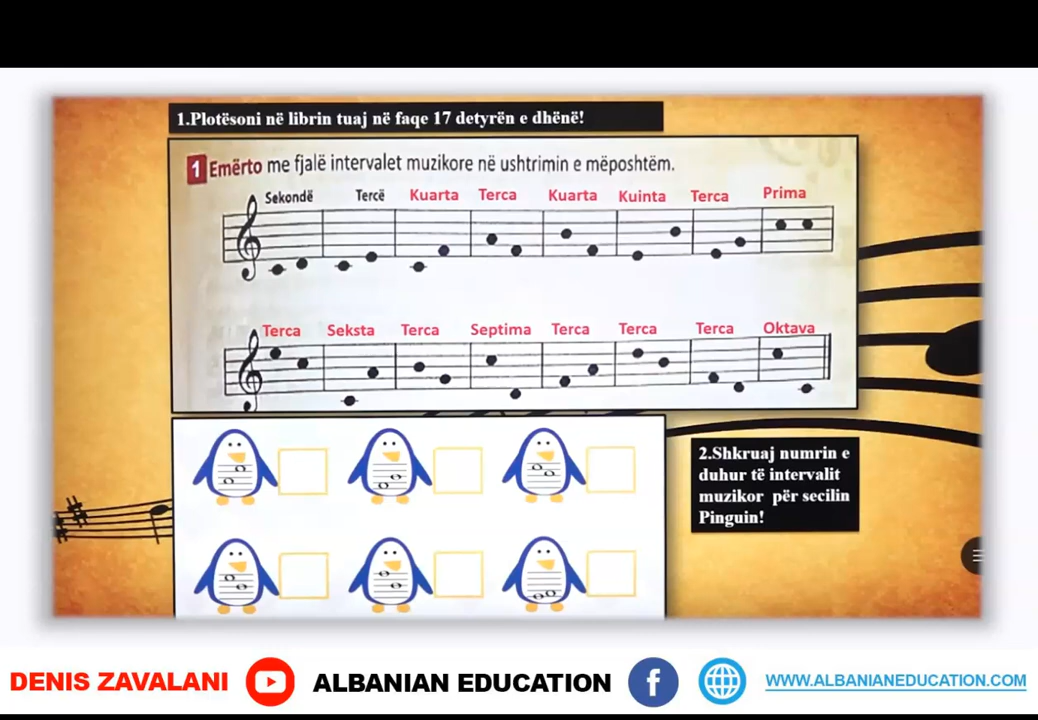 1.Plotësoni në librin tuaj në faqe 17 detyrën e dhënë!
1 Emërto me fjalë intervalet muzikore në ushtrimin e mëposhtëm.
Sekondë Tercë Kuarta Terca Kuarta Kuinta Terca Prima
Terca Seksta Terca Septima Terca Terca Terca Oktava
2.Shkruaj numrin e
duhur të intervalit
muzikor për secilin
Pinguin!
DENIS ZAVALANI ALBANIAN EDUCATION f WWW.ALBANIANEDUCATION.COM